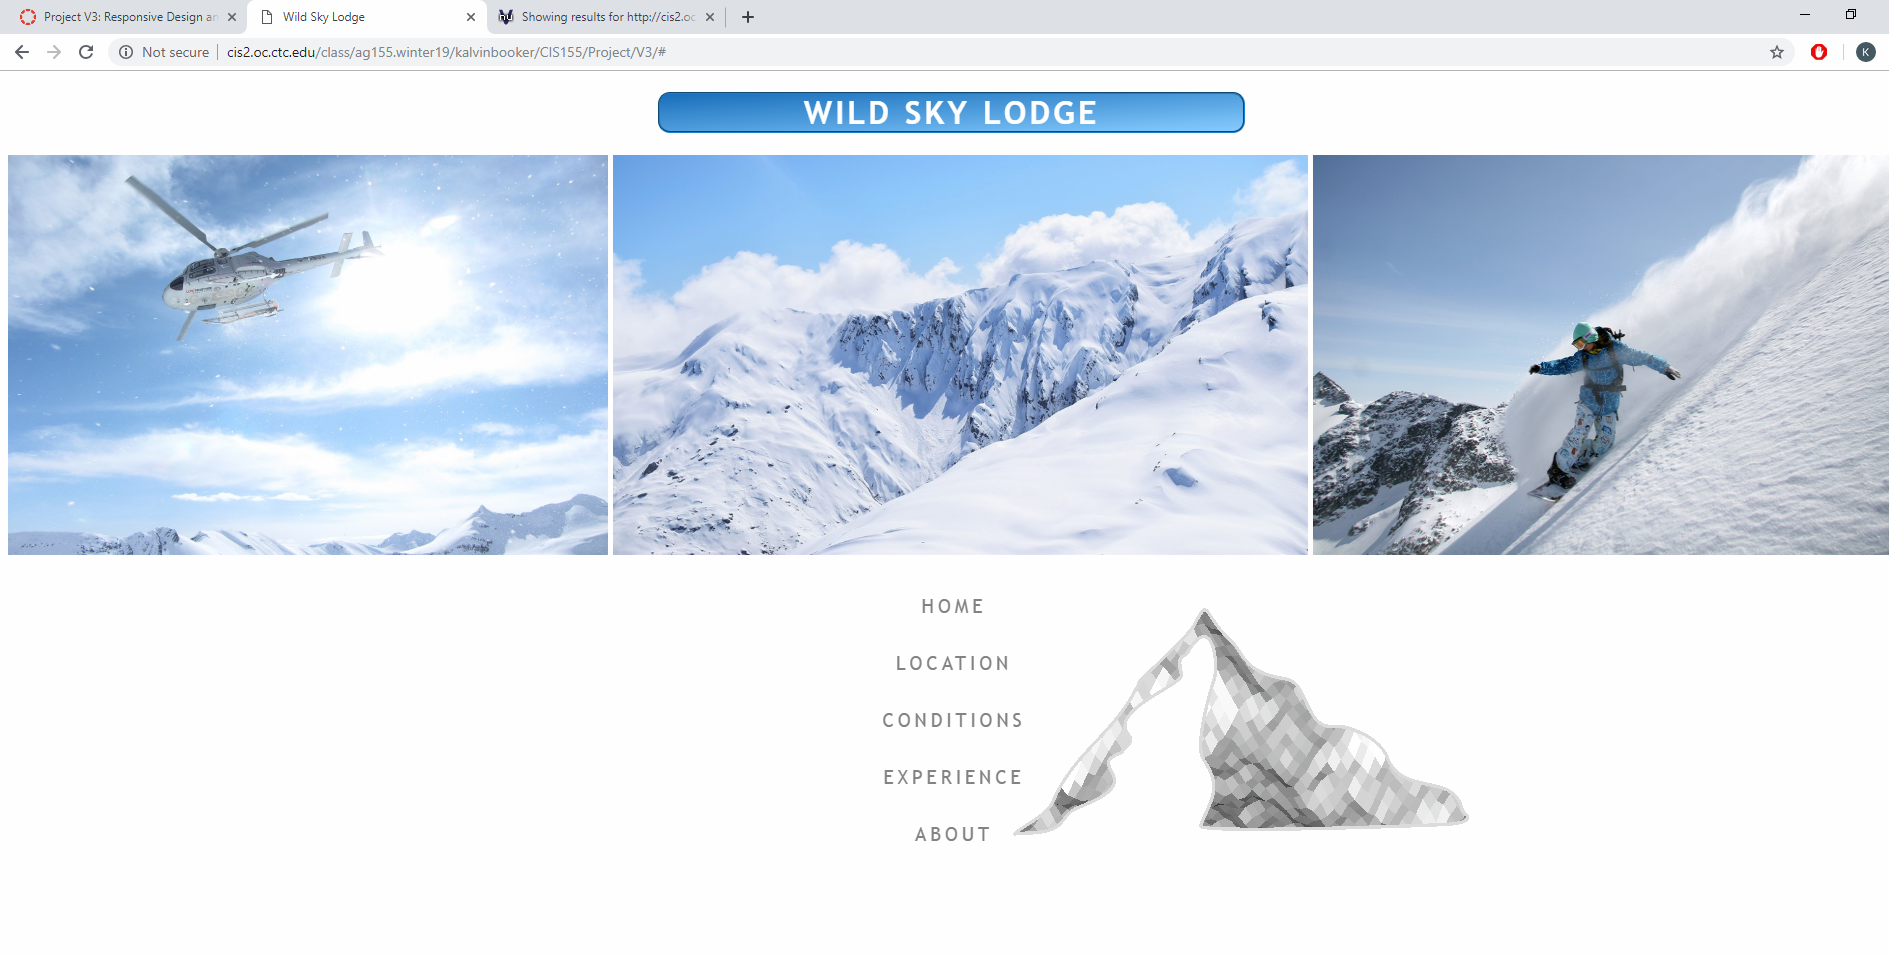 Project V3: Responsive Design an
Wild Sky Lodge
Showing results for http://cis2.oc
Not secure
cis2.oc.ctc.edu/class/ag155.winter19/kalvinbooker/CIS155/Project/V3/#
K
WILD SKY LODGE
HOME
LOCATION
CONDITIONS
EXPERIENCE
ABOUT